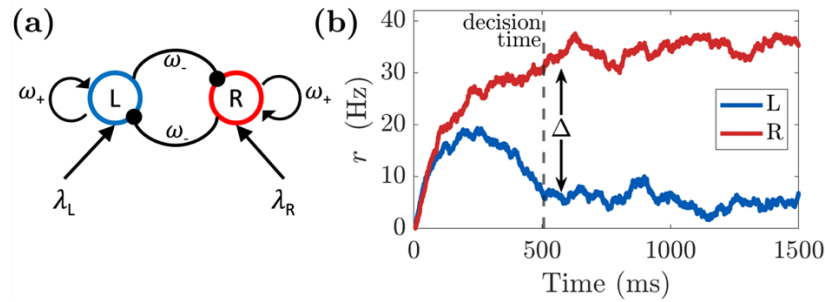 (a)
ω₊
L
ω₋
ω₋
R
ω₊
λL
λR
(b)
decision
time
40
30
20
10
0
r (Hz)
Δ
L
R
0
500
1000
1500
Time (ms)